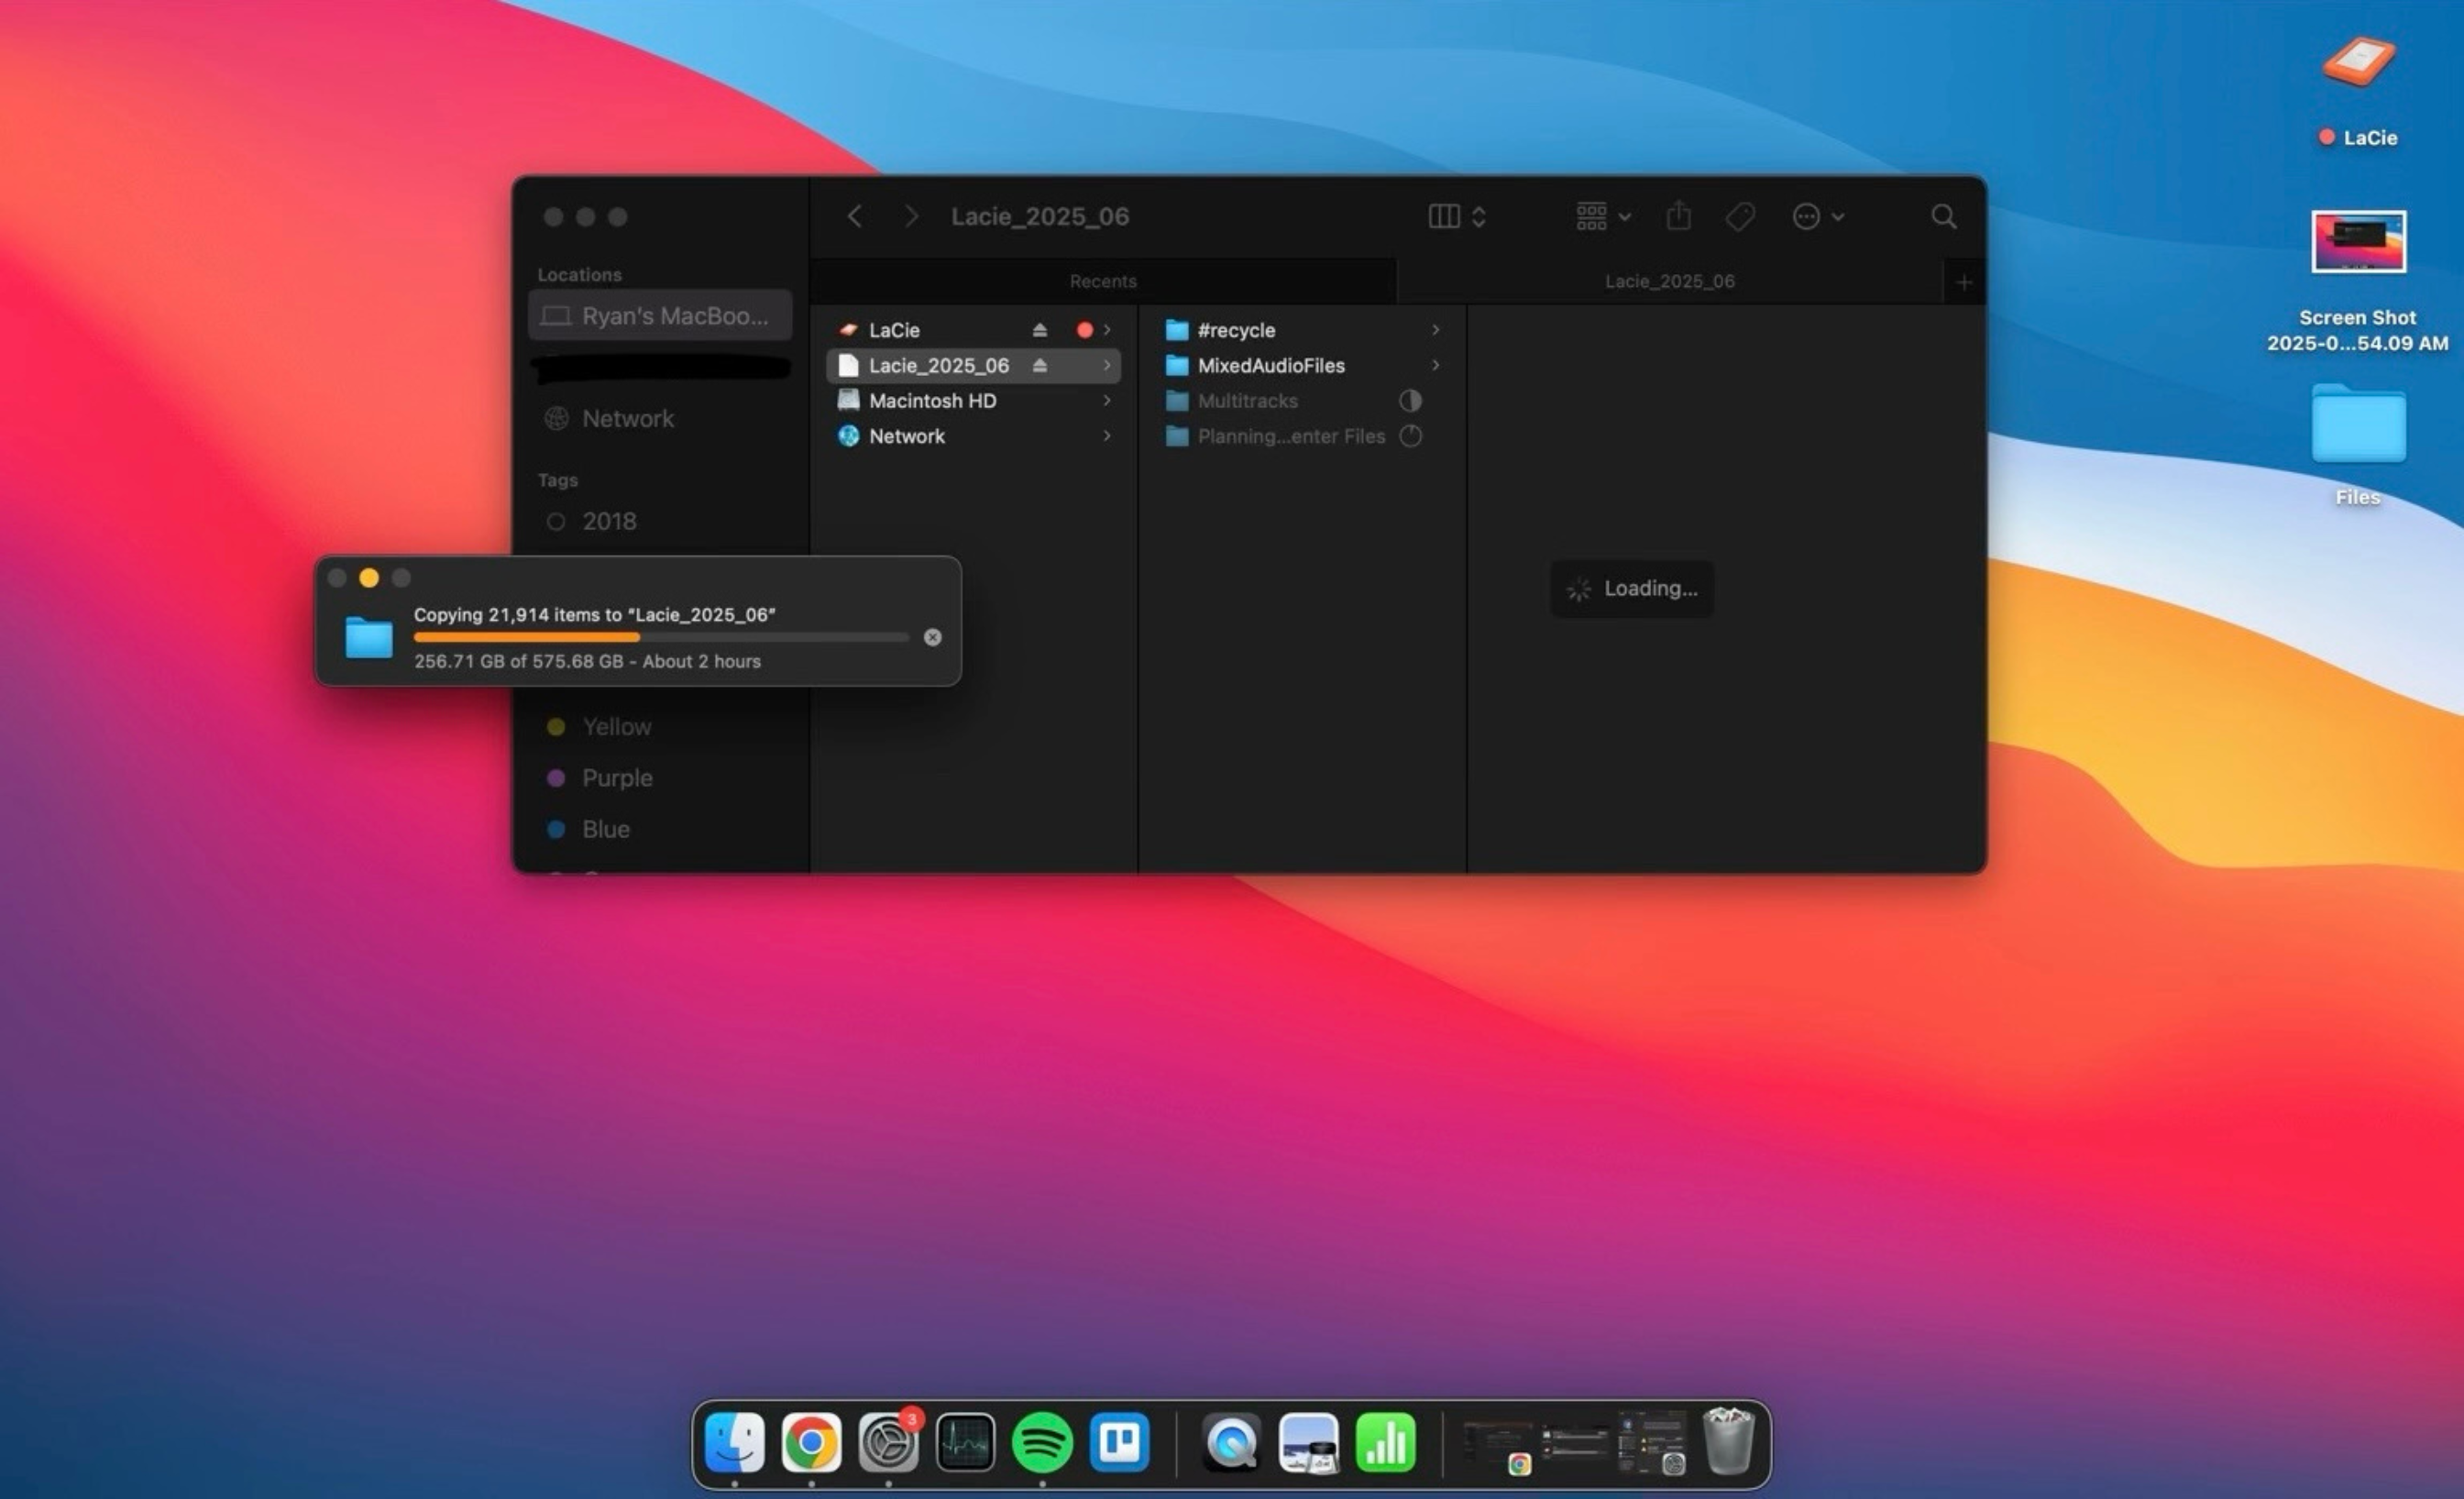 LaCie
Screen Shot
2025-0...54.09 AM
Files
Lacie_2025_06
Locations
Ryan's MacBoo...
Network
Tags
2018
Yellow
Purple
Blue
Recents
Lacie_2025_06
LaCie
Lacie_2025_06
Macintosh HD
Network
#recycle
MixedAudioFiles
Multitracks
Planning...enter Files
Loading...
Copying 21,914 items to “Lacie_2025_06”
256.71 GB of 575.68 GB - About 2 hours
3